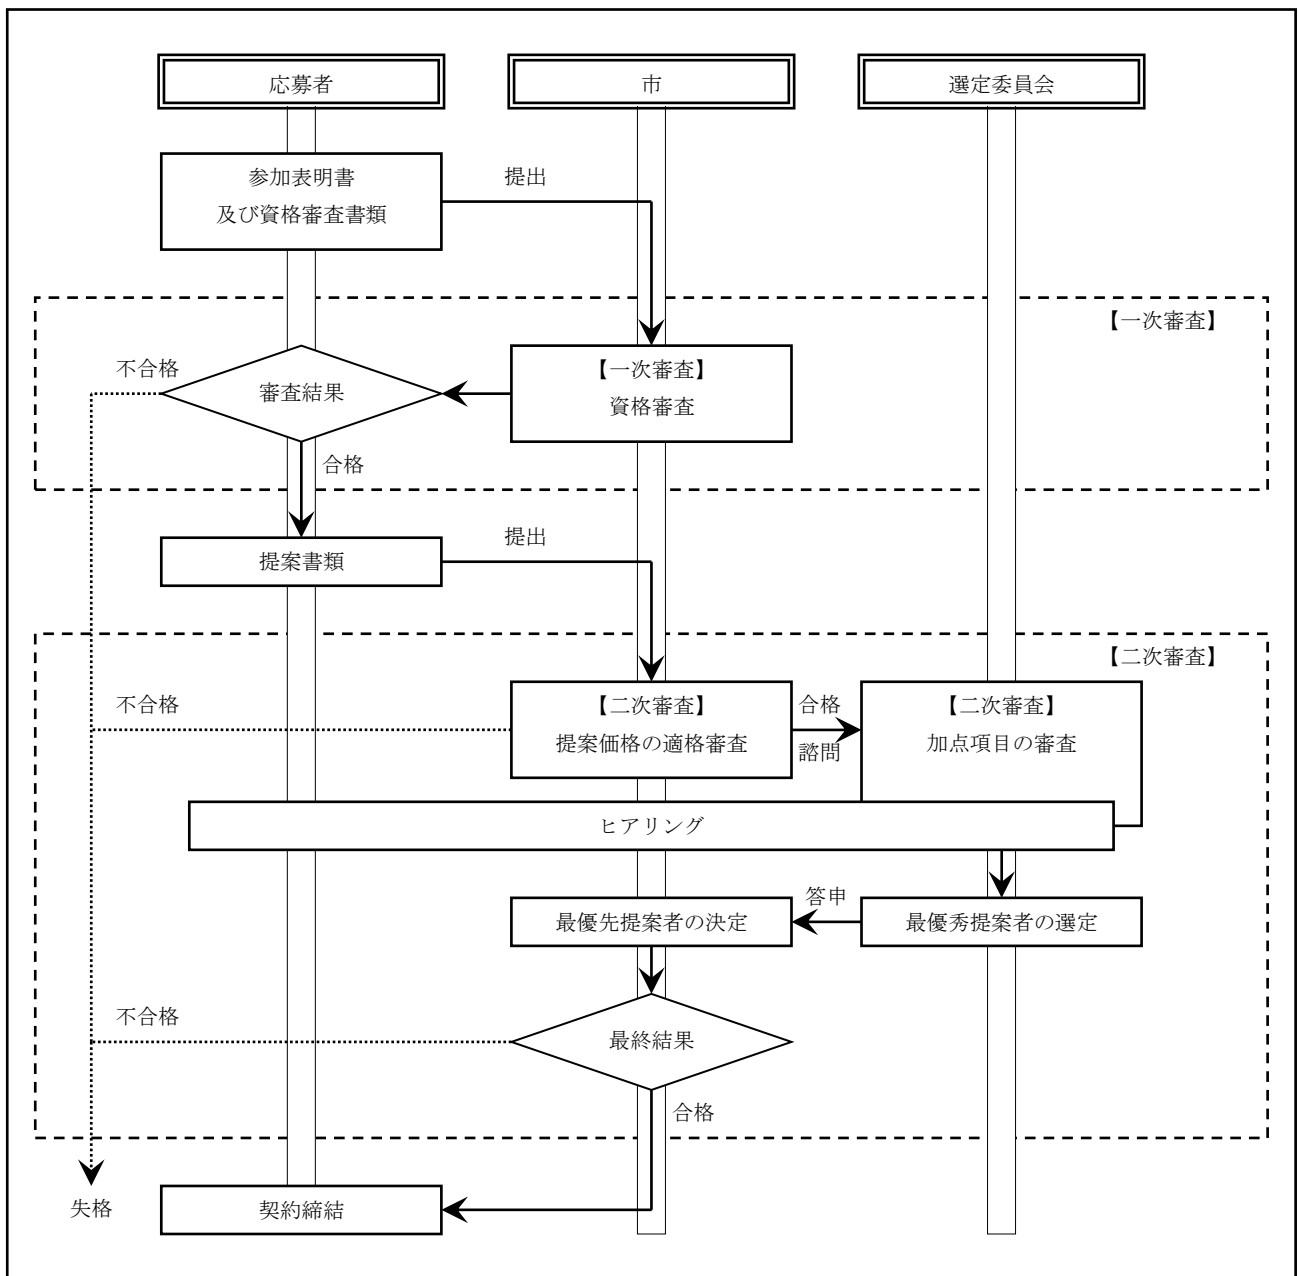 応募者
市
選定委員会
参加表明書
及び資格審査書類
提出
【一次審査】
不合格
審査結果
【一次審査】
資格審査
合格
提案書類
提出
【二次審査】
不合格
【二次審査】
提案価格の適格審査
合格
諮問
【二次審査】
加点項目の審査
ヒアリング
答申
最優先提案者の決定
最優秀提案者の選定
不合格
最終結果
合格
失格
契約締結